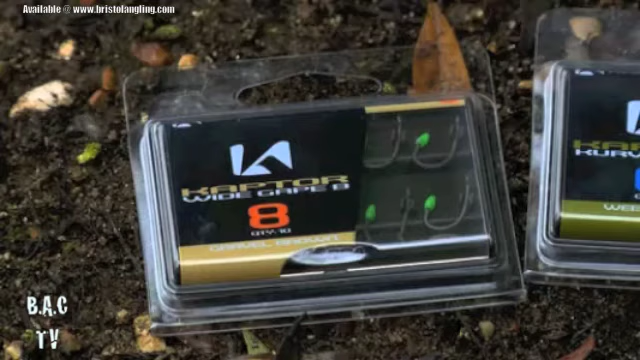 Available @ www.bristolangling.com
KAPTOR
WIDE GAPE B
8
QTY:10
GRAVEL BROWN
KURV
B.A.C
TV